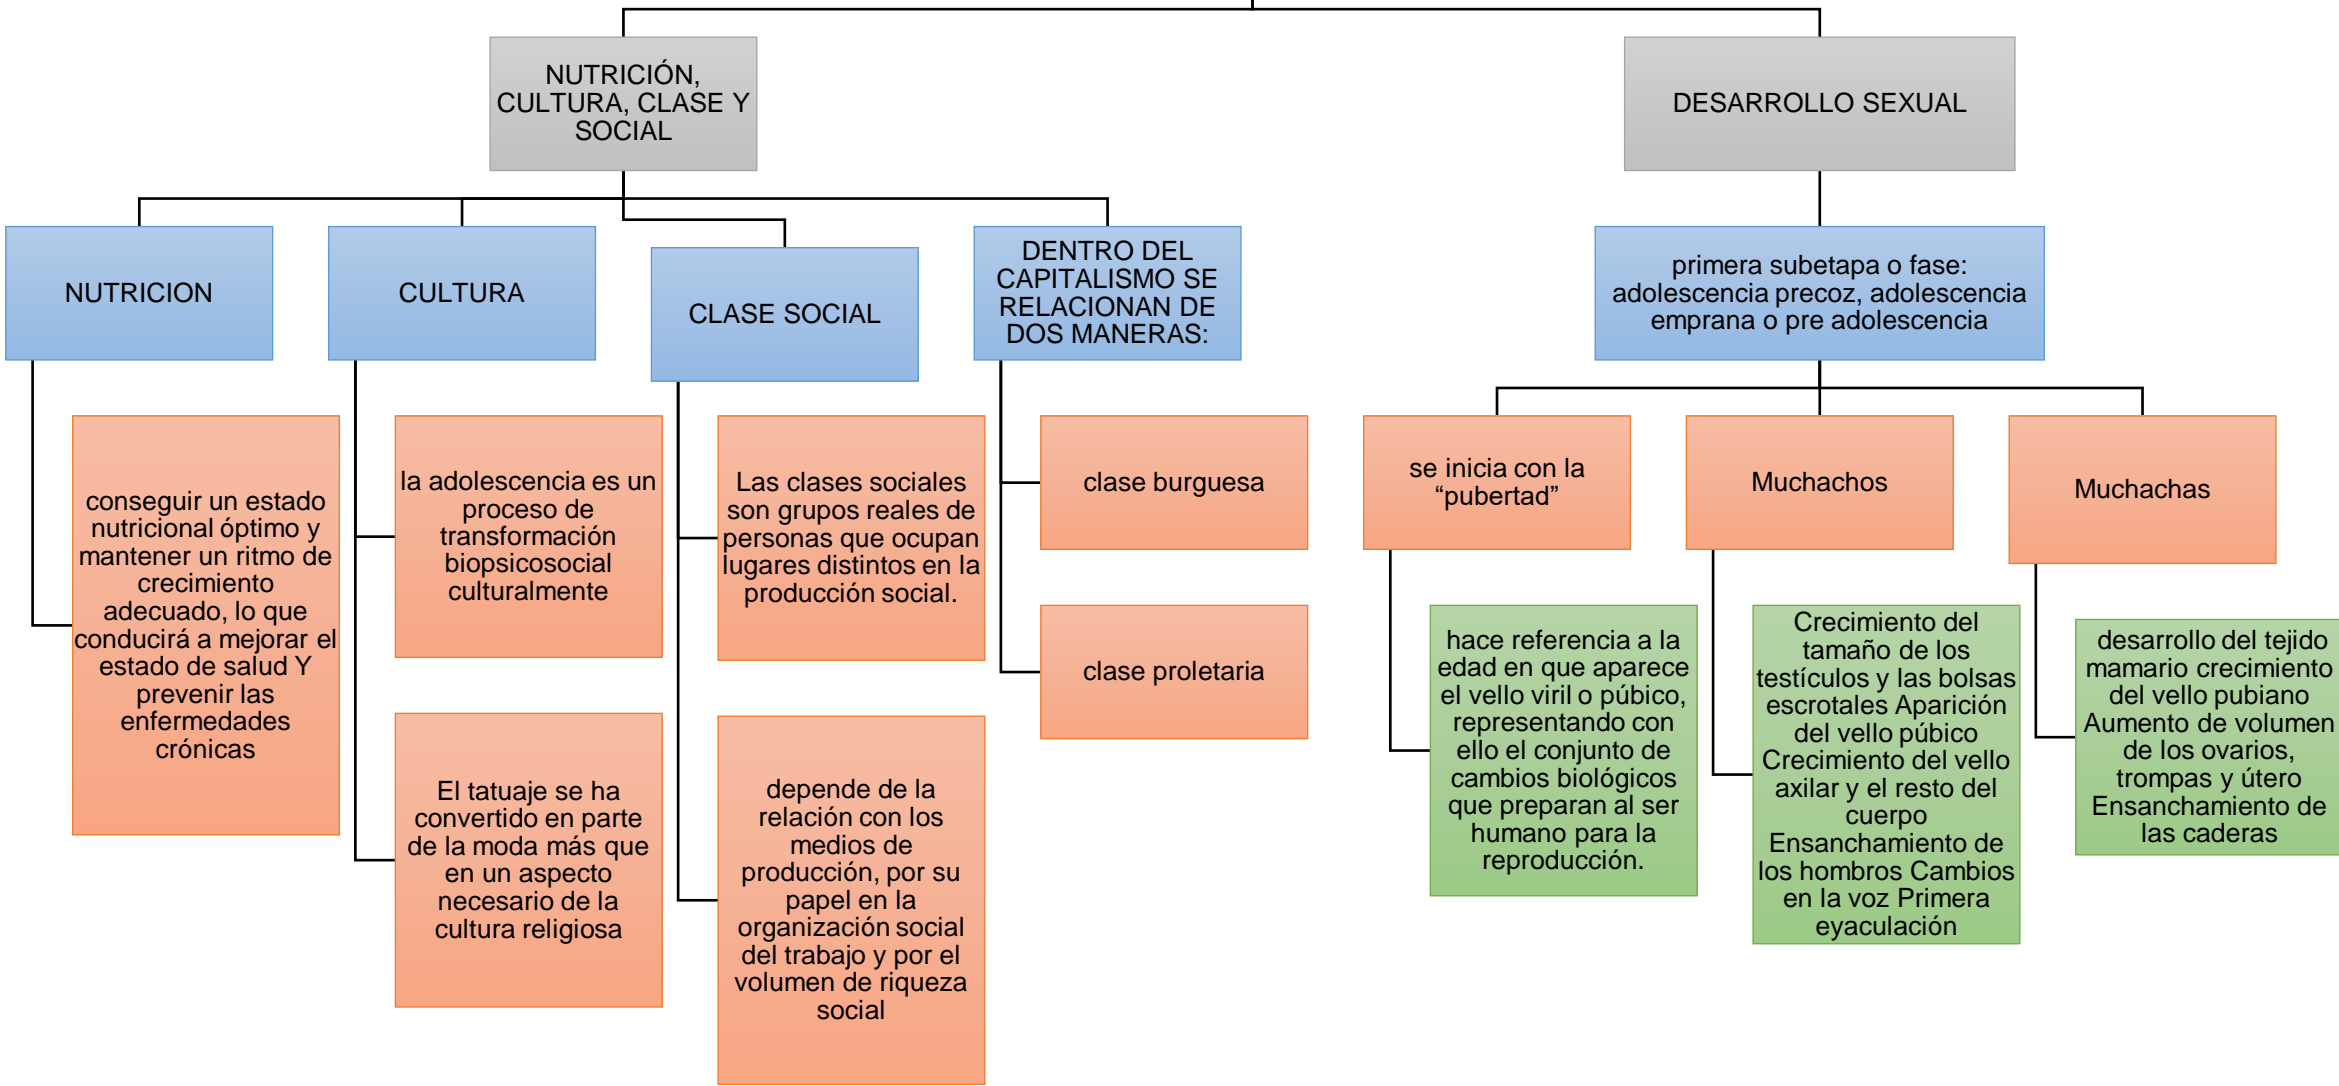 NUTRICIÓN,
CULTURA, CLASE Y
SOCIAL
DESARROLLO SEXUAL
NUTRICION
CULTURA
CLASE SOCIAL
DENTRO DEL
CAPITALISMO SE
RELACIONAN DE
DOS MANERAS:
primera subetapa o fase:
adolescencia precoz, adolescencia
emprana o pre adolescencia
conseguir un estado
nutricional óptimo y
mantener un ritmo de
crecimiento
adecuado, lo que
conducirá a mejorar el
estado de salud Y
prevenir las
enfermedades
crónicas
la adolescencia es un
proceso de
transformación
biopsicosocial
culturalmente
El tatuaje se ha
convertido en parte
de la moda más que
en un aspecto
necesario de la
cultura religiosa
Las clases sociales
son grupos reales de
personas que ocupan
lugares distintos en la
producción social.
depende de la
relación con los
medios de
producción, por su
papel en la
organización social
del trabajo y por el
volumen de riqueza
social
clase burguesa
clase proletaria
se inicia con la
“pubertad”
hace referencia a la
edad en que aparece
el vello viril o púbico,
representando con
ello el conjunto de
cambios biológicos
que preparan al ser
humano para la
reproducción.
Muchachos
Crecimiento del
tamaño de los
testículos y las bolsas
escrotales Aparición
del vello púbico
Crecimiento del vello
axilar y el resto del
cuerpo
Ensanchamiento de
los hombros Cambios
en la voz Primera
eyaculación
Muchachas
desarrollo del tejido
mamario crecimiento
del vello pubiano
Aumento de volumen
de los ovarios,
trompas y útero
Ensanchamiento de
las caderas